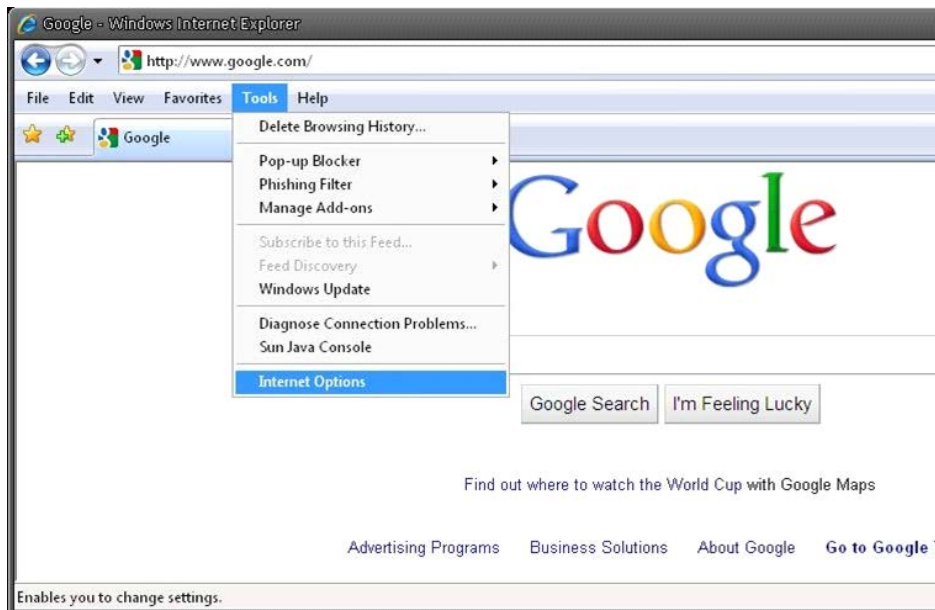 Google - Windows Internet Explorer
http://www.google.com/
File Edit View Favorites Tools Help
Google
Delete Browsing History...
Pop-up Blocker
Phishing Filter
Manage Add-ons
Subscribe to this Feed...
Feed Discovery
Windows Update
Diagnose Connection Problems...
Sun Java Console
Internet Options
Google
Google Search I'm Feeling Lucky
Find out where to watch the World Cup with Google Maps
Advertising Programs Business Solutions About Google Go to Google
Enables you to change settings.